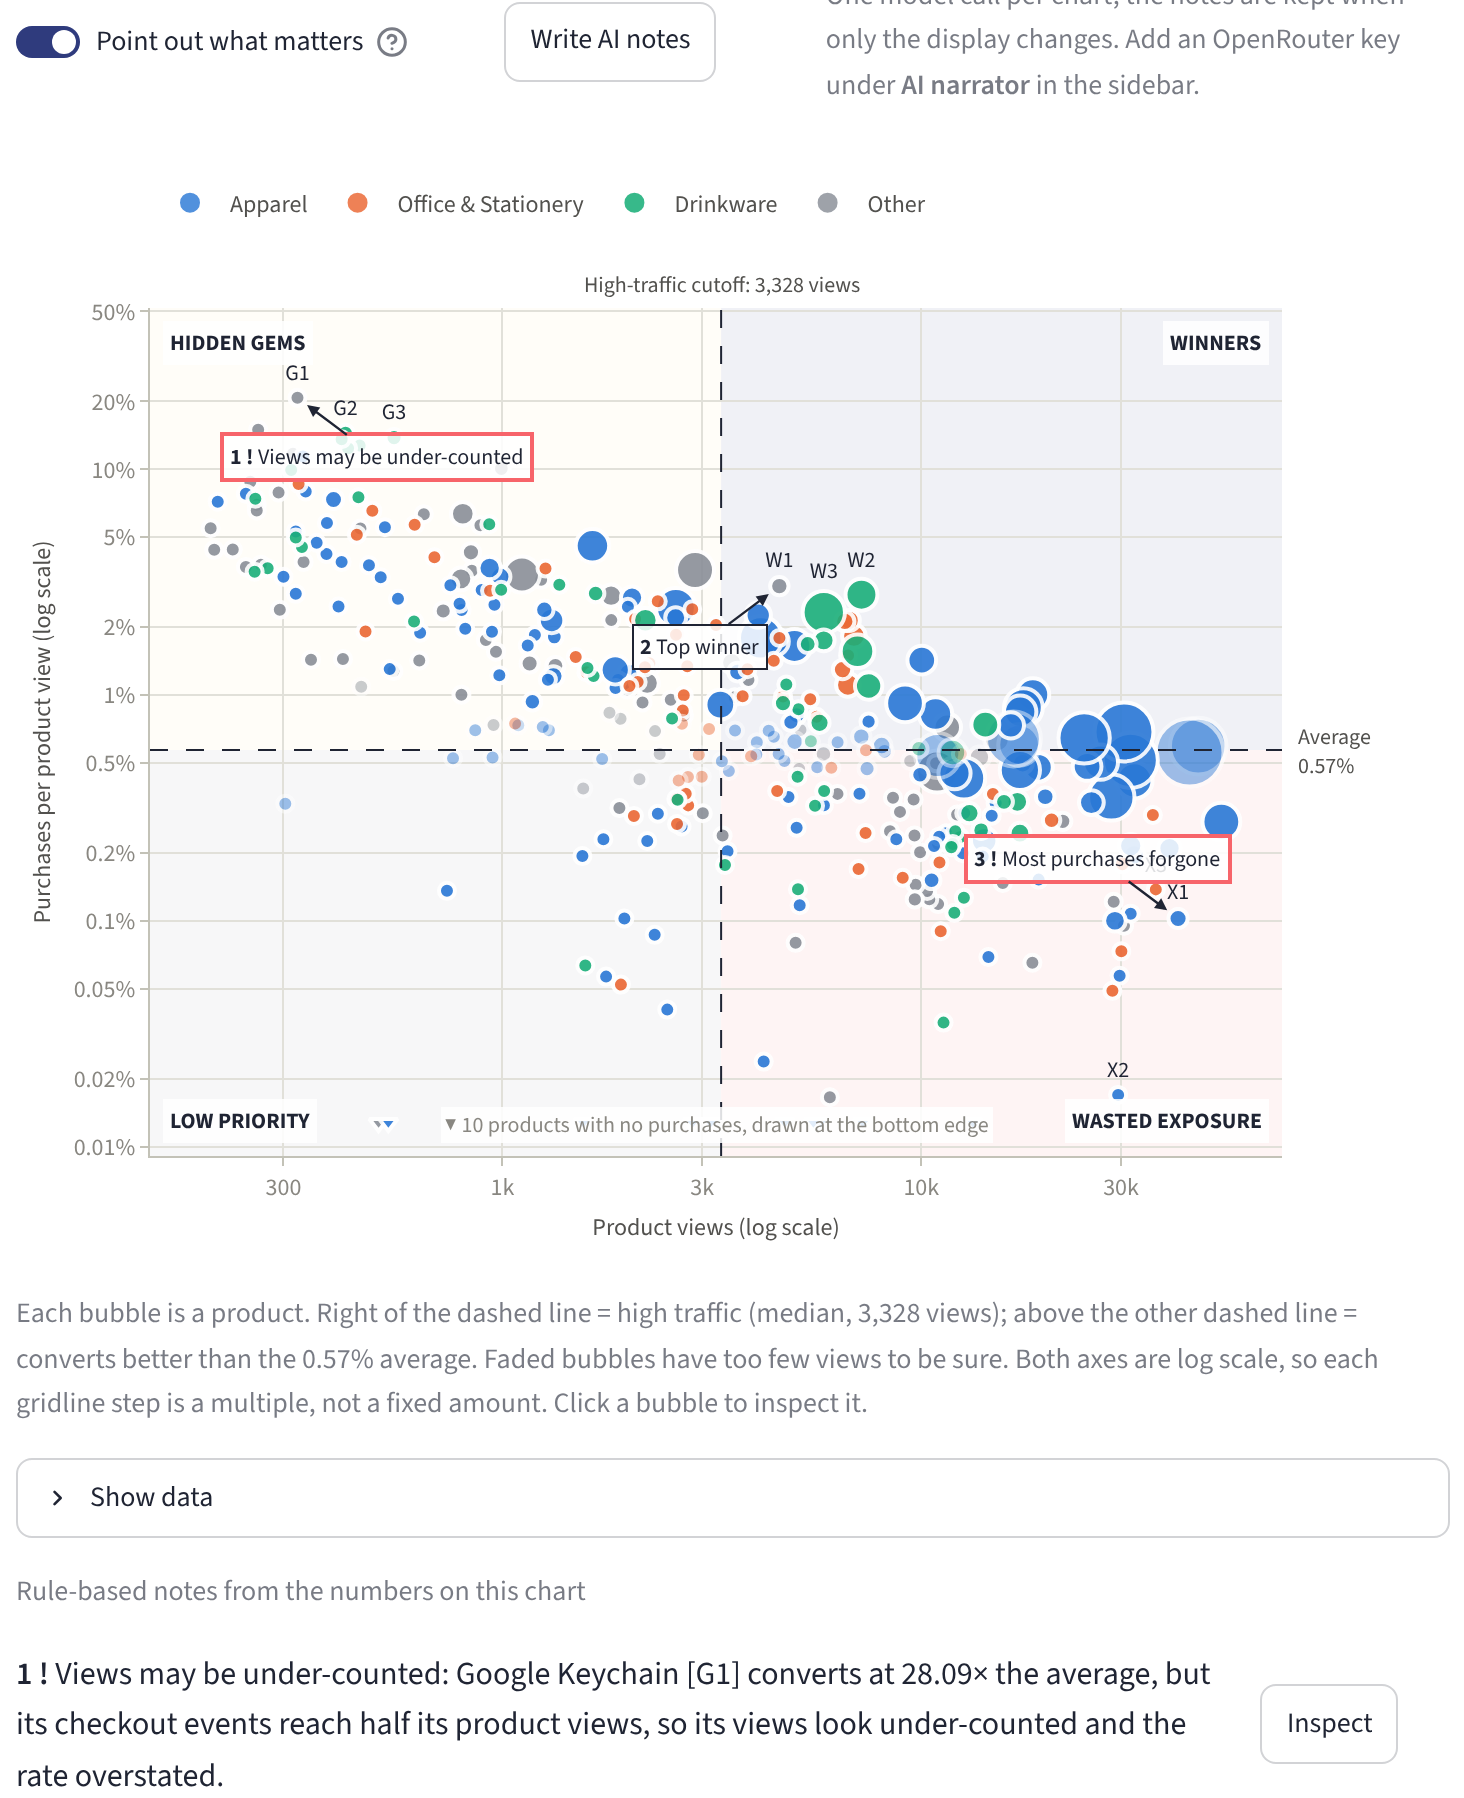 only the display changes. Add an OpenRouter key
Point out what matters
Write AI notes
under AI narrator in the sidebar.
Apparel
Office & Stationery
Drinkware
Other
High-traffic cutoff: 3,328 views
50%
20%
10%
5%
2%
1%
0.5%
0.2%
0.1%
0.05%
0.02%
0.01%
Purchases per product view (log scale)
HIDDEN GEMS
WINNERS
G1
G2
G3
1 ! Views may be under-counted
W1
W3
W2
2 Top winner
Average
0.57%
3 ! Most purchases forgone
X1
X2
LOW PRIORITY
▼ 10 products with no purchases, drawn at the bottom edge
WASTED EXPOSURE
300
1k
3k
10k
30k
Product views (log scale)
Each bubble is a product. Right of the dashed line = high traffic (median, 3,328 views); above the other dashed line =
converts better than the 0.57% average. Faded bubbles have too few views to be sure. Both axes are log scale, so each
gridline step is a multiple, not a fixed amount. Click a bubble to inspect it.
Show data
Rule-based notes from the numbers on this chart
1 ! Views may be under-counted: Google Keychain [G1] converts at 28.09× the average, but
its checkout events reach half its product views, so its views look under-counted and the
rate overstated.
Inspect